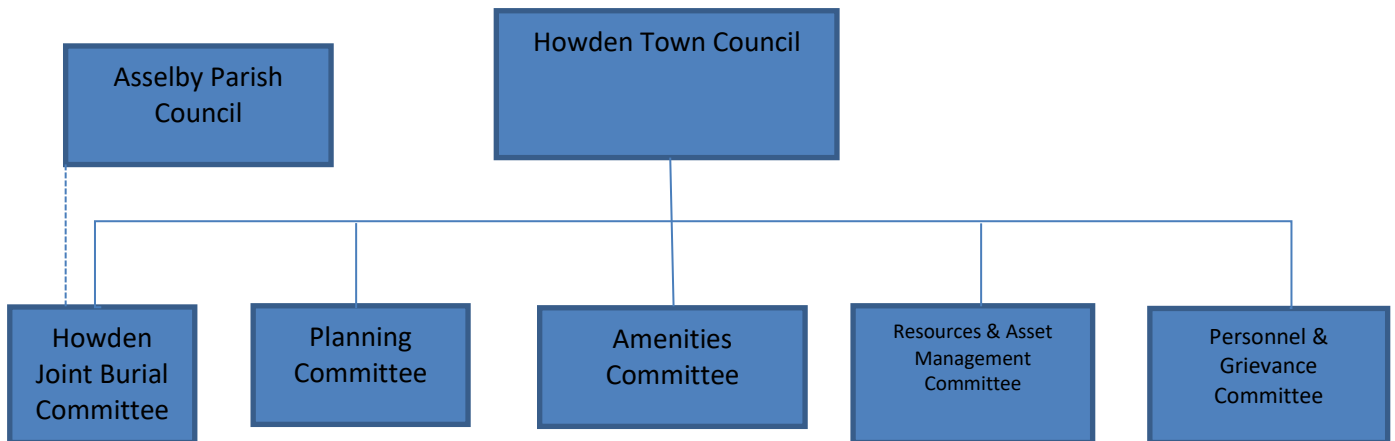 Howden Town Council
Asselby Parish
Council
Howden
Joint Burial
Committee
Planning
Committee
Amenities
Committee
Resources & Asset
Management
Committee
Personnel &
Grievance
Committee